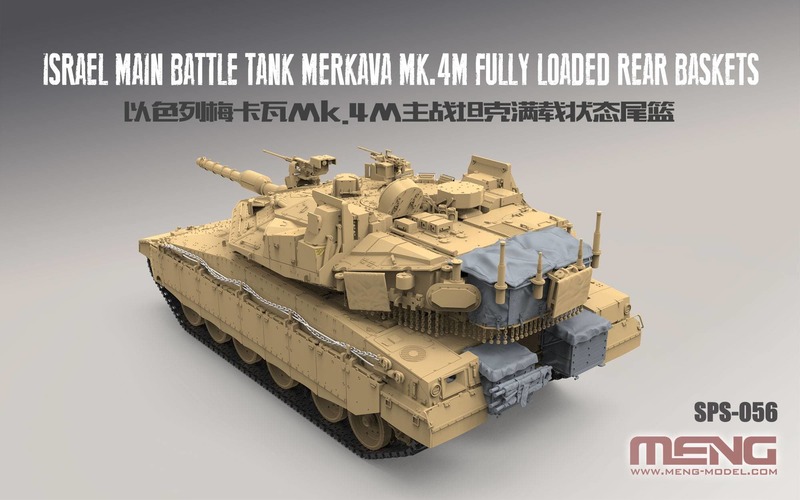 ISRAEL MAIN BATTLE TANK MERKAVA MK.4M FULLY LOADED REAR BASKETS
以色列梅卡瓦Mk.4M主战坦克满载状态尾篮
SPS-056
MENG
WWW.MENG-MODEL.COM